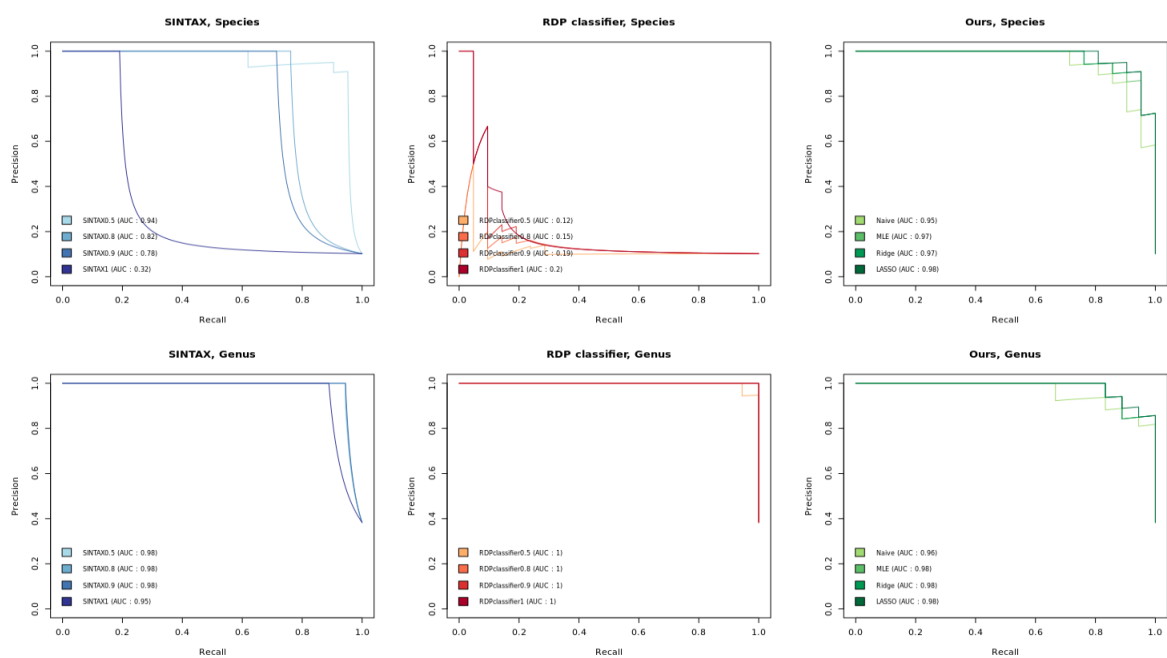 SINTAX, Species
1.0
0.8
0.6
0.4
0.2
0.0
Precision
SINTAX0.5 (AUC : 0.94)
SINTAX0.8 (AUC : 0.82)
SINTAX0.9 (AUC : 0.78)
SINTAX1 (AUC : 0.32)
0.0 0.2 0.4 0.6 0.8 1.0
Recall
RDP classifier, Species
1.0
0.8
0.6
0.4
0.2
0.0
Precision
RDPclassifier0.5 (AUC : 0.12)
RDPclassifier0.8 (AUC : 0.15)
RDPclassifier0.9 (AUC : 0.19)
RDPclassifier1 (AUC : 0.2)
0.0 0.2 0.4 0.6 0.8 1.0
Recall
Ours, Species
1.0
0.8
0.6
0.4
0.2
0.0
Precision
Naive (AUC : 0.95)
MLE (AUC : 0.97)
Ridge (AUC : 0.97)
LASSO (AUC : 0.98)
0.0 0.2 0.4 0.6 0.8 1.0
Recall
SINTAX, Genus
1.0
0.8
0.6
0.4
0.2
0.0
Precision
SINTAX0.5 (AUC : 0.98)
SINTAX0.8 (AUC : 0.98)
SINTAX0.9 (AUC : 0.98)
SINTAX1 (AUC : 0.95)
0.0 0.2 0.4 0.6 0.8 1.0
Recall
RDP classifier, Genus
1.0
0.8
0.6
0.4
0.2
0.0
Precision
RDPclassifier0.5 (AUC : 1)
RDPclassifier0.8 (AUC : 1)
RDPclassifier0.9 (AUC : 1)
RDPclassifier1 (AUC : 1)
0.0 0.2 0.4 0.6 0.8 1.0
Recall
Ours, Genus
1.0
0.8
0.6
0.4
0.2
0.0
Precision
Naive (AUC : 0.96)
MLE (AUC : 0.98)
Ridge (AUC : 0.98)
LASSO (AUC : 0.98)
0.0 0.2 0.4 0.6 0.8 1.0
Recall